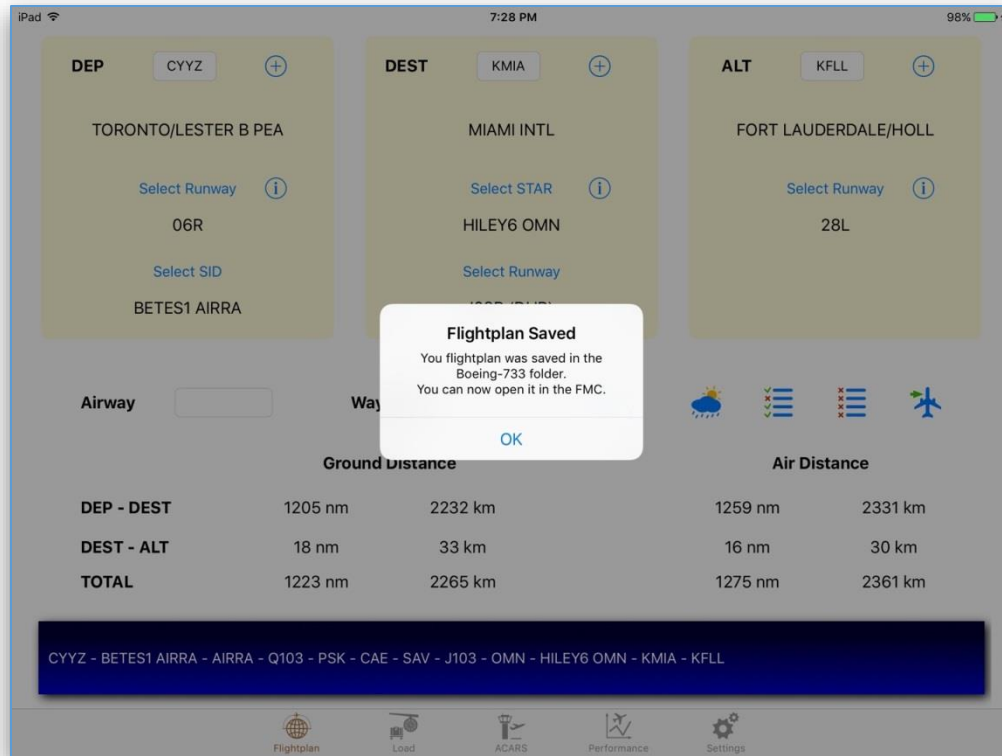 iPad 7:28 PM 98%
DEP CYYZ DEST KMIA ALT KFLL
TORONTO/LESTER B PEA MIAMI INTL FORT LAUDERDALE/HOLL
Select Runway Select STAR Select Runway
06R HILEY6 OMN 28L
Select SID Select Runway
BETES1 AIRRA
Flightplan Saved
You flightplan was saved in the
Boeing-733 folder.
You can now open it in the FMC.
OK
Airway Way
Ground Distance Air Distance
DEP - DEST 1205 nm 2232 km 1259 nm 2331 km
DEST - ALT 18 nm 33 km 16 nm 30 km
TOTAL 1223 nm 2265 km 1275 nm 2361 km
CYYZ - BETES1 AIRRA - AIRRA - Q103 - PSK - CAE - SAV - J103 - OMN - HILEY6 OMN - KMIA - KFLL
Flightplan Load ACARS Performance Settings